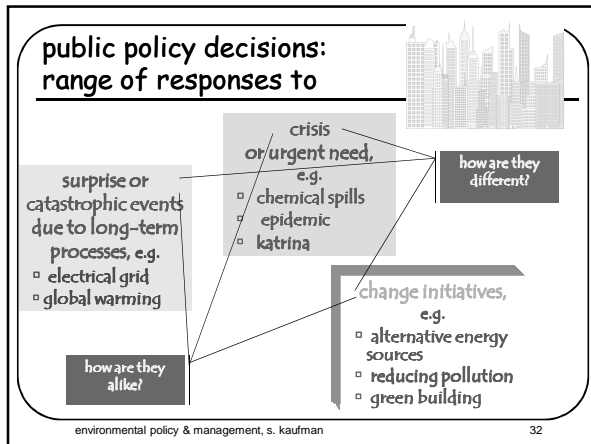 public policy decisions:
range of responses to
crisis
or urgent need,
e.g.
▫ chemical spills
▫ epidemic
▫ katrina
how are they
different?
surprise or
catastrophic events
due to long-term
processes, e.g.
▫ electrical grid
▫ global warming
change initiatives,
e.g.
▫ alternative energy
sources
▫ reducing pollution
▫ green building
how are they
alike?
environmental policy & management, s. kaufman
32